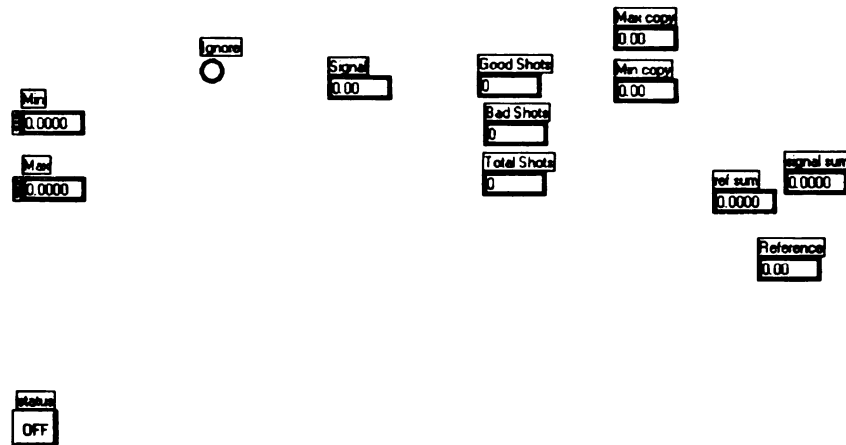 Max copy
0.00
Ignore
Signal
0.00
Good Shots
0
Min copy
0.00
Min
0.0000
Bad Shots
0
Max
0.0000
Total Shots
0
signal sum
0.0000
ref sum
0.0000
Reference
0.00
status
OFF